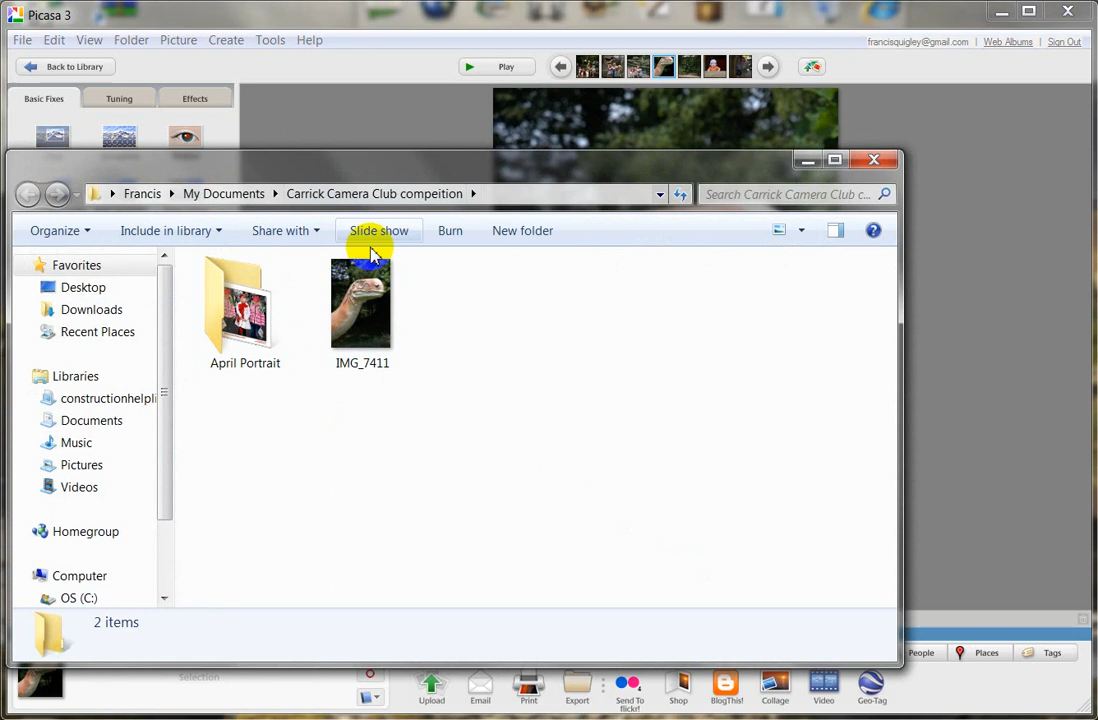 Picasa 3
File Edit View Folder Picture Create Tools Help
francisquigley@gmail.com Web Albums Sign Out
Back to Library Play
Basic Fixes Tuning Effects
Francis My Documents Carrick Camera Club compeition
Search Carrick Camera Club c...
Organize Include in library Share with Slide show Burn New folder
Favorites
Desktop
Downloads
Recent Places
Libraries
constructionhelpli
Documents
Music
Pictures
Videos
Homegroup
Computer
OS (C:)
April Portrait
IMG_7411
2 items
People Places Tags
Selection
Upload Email Print Export Send To flickr! Shop BlogThis! Collage Video Geo-Tag